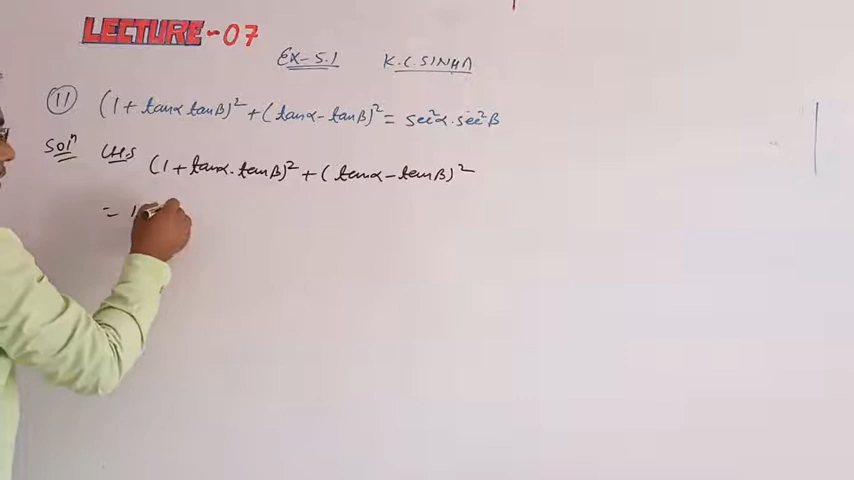 LECTURE-07
Ex-5.1 K.C.SINHA
11 (1 + tanα tanβ)² + (tanα - tanβ)² = sec²α . sec²β
Solⁿ LHS (1 + tanα . tanβ)² + (tanα - tanβ)²
= 1